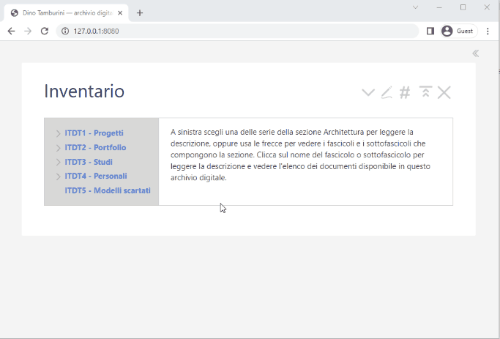 Dino Tamburini — archivio digita
127.0.0.1:8080
Guest
Inventario
#
ITDT1 - Progetti
ITDT2 - Portfolio
ITDT3 - Studi
ITDT4 - Personali
ITDT5 - Modelli scartati
A sinistra scegli una delle serie della sezione Architettura per leggere la
descrizione, oppure usa le frecce per vedere i fascicoli e i sottofascicoli che
compongono la sezione. Clicca sul nome del fascicolo o sottofascicolo per
leggere la descrizione e vedere l'elenco dei documenti disponibile in questo
archivio digitale.